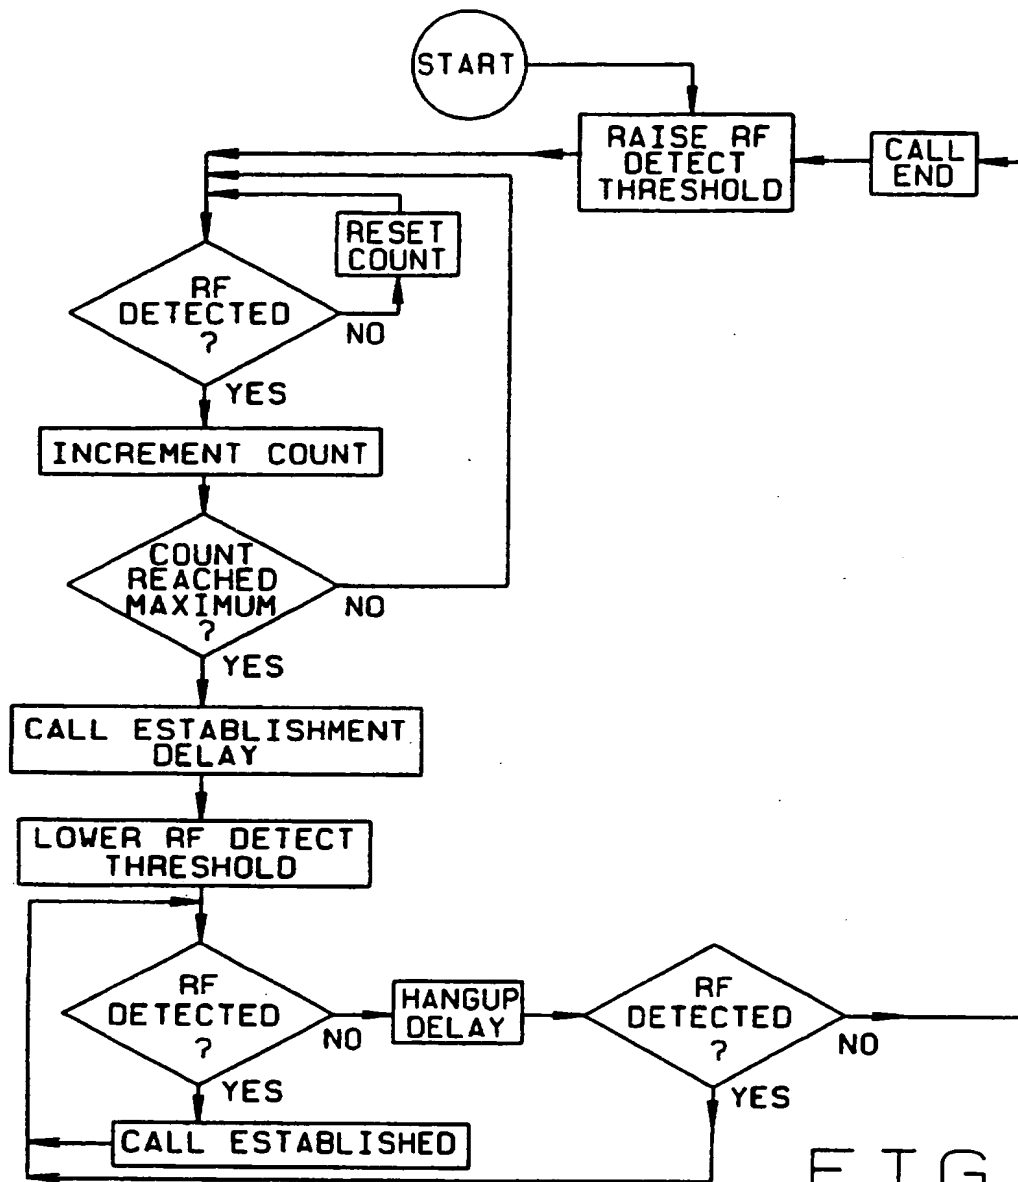 START
RAISE RF
DETECT
THRESHOLD
CALL
END
RESET
COUNT
RF
DETECTED
?
NO
YES
INCREMENT COUNT
COUNT
REACHED
MAXIMUM
?
NO
YES
CALL ESTABLISHMENT
DELAY
LOWER RF DETECT
THRESHOLD
RF
DETECTED
?
NO
YES
HANGUP
DELAY
RF
DETECTED
?
NO
YES
CALL ESTABLISHED
FIG